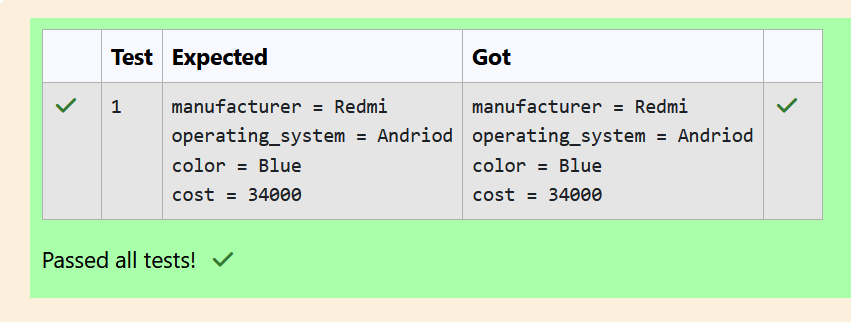 Test Expected Got
1 manufacturer = Redmi manufacturer = Redmi
operating_system = Andriod operating_system = Andriod
color = Blue color = Blue
cost = 34000 cost = 34000
Passed all tests!